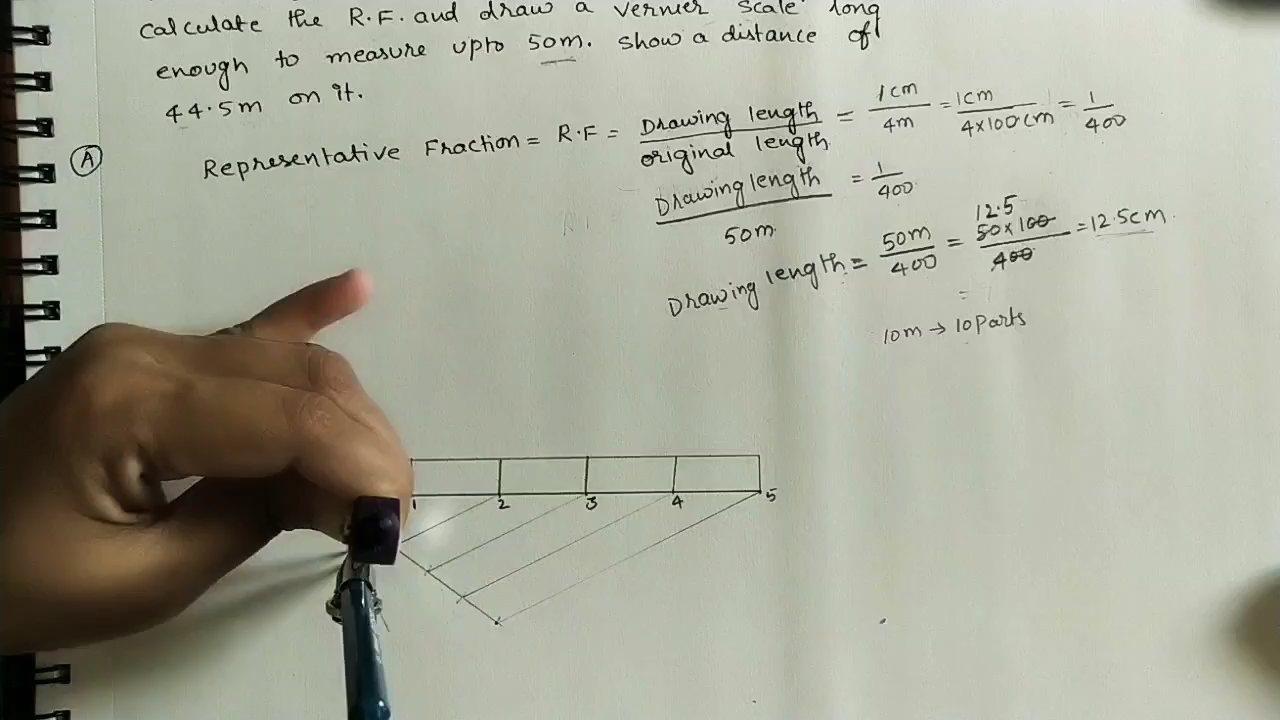 calculate the R.F. and draw a vernier scale long
enough to measure upto 50m. show a distance of
44.5m on it.
A Representative Fraction = R.F = Drawing length / original length = 1cm / 4m = 1cm / 4x100cm = 1 / 400
Drawing length / 50m = 1 / 400
Drawing length = 50m / 400 = 12.5 50x100 / 400 = 12.5cm
=
10m → 10 Parts
1 2 3 4 5